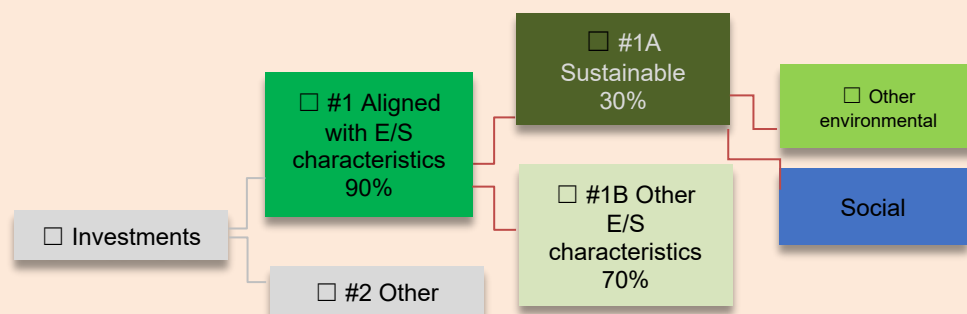 ☐ #1A
Sustainable
30%
☐ Other
environmental
☐ #1 Aligned
with E/S
characteristics
90%
☐ #1B Other
E/S
characteristics
70%
Social
☐ Investments
☐ #2 Other